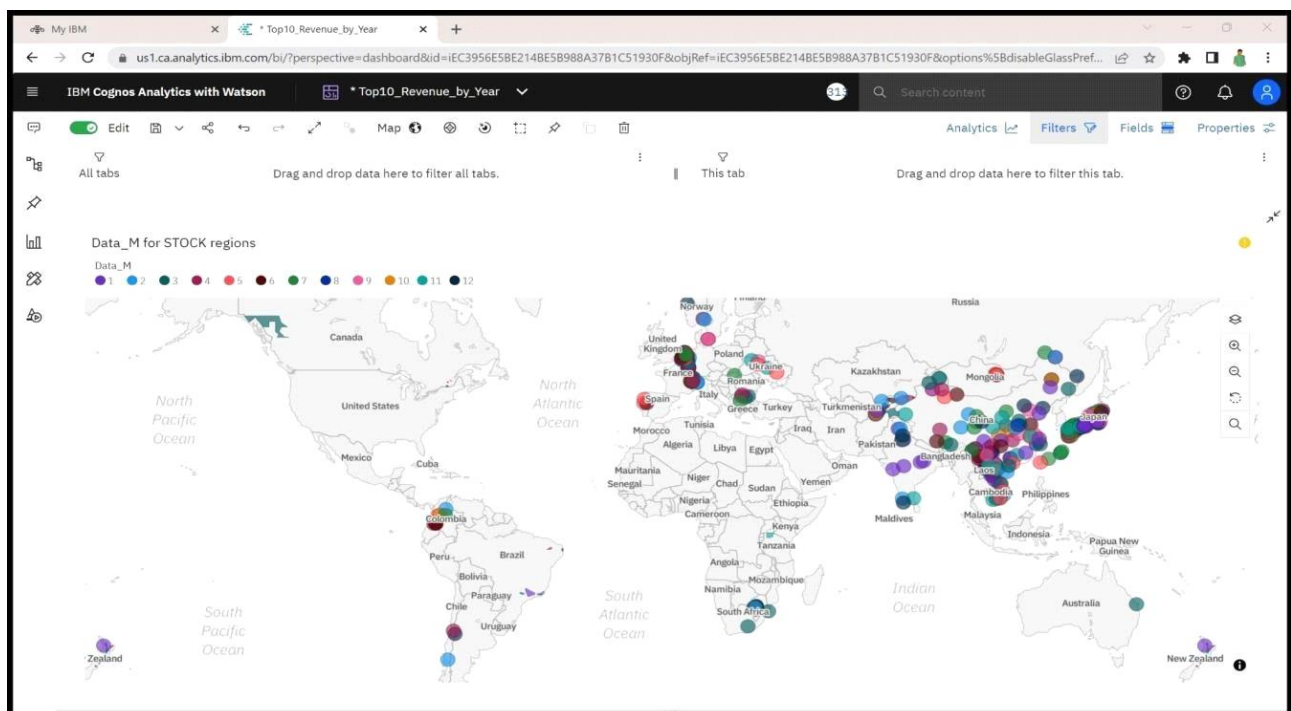 My IBM
* Top10_Revenue_by_Year
us1.ca.analytics.ibm.com/bi/?perspective=dashboard&id=iEC3956E5BE214BE5B988A37B1C51930F&objRef=iEC3956E5BE214BE5B988A37B1C51930F&options%5BdisableGlassPref...
IBM Cognos Analytics with Watson
* Top10_Revenue_by_Year
Search content
Edit
Map
Analytics
Filters
Fields
Properties
All tabs
Drag and drop data here to filter all tabs.
This tab
Drag and drop data here to filter this tab.
Data_M for STOCK regions
Data_M
1 2 3 4 5 6 7 8 9 10 11 12
Norway
Russia
Canada
United
Kingdom
Poland
Ukraine
France
Kazakhstan
Mongolia
Romania
North
Atlantic
Ocean
North
Pacific
Ocean
United States
Spain
Italy
Greece
Turkey
Turkmenistan
China
Japan
Morocco
Tunisia
Iraq
Iran
Algeria
Libya
Egypt
Pakistan
Bangladesh
Mexico
Cuba
Mauritania
Senegal
Niger
Chad
Sudan
Yemen
Oman
Laos
Cambodia
Philippines
Nigeria
Cameroon
Ethiopia
Maldives
Malaysia
Colombia
Kenya
Indonesia
Papua New
Guinea
Tanzania
Peru
Brazil
Angola
Bolivia
Mozambique
Namibia
Indian
Ocean
Paraguay
South
Atlantic
Ocean
Chile
South Africa
Australia
South
Pacific
Ocean
Uruguay
Zealand
New Zealand